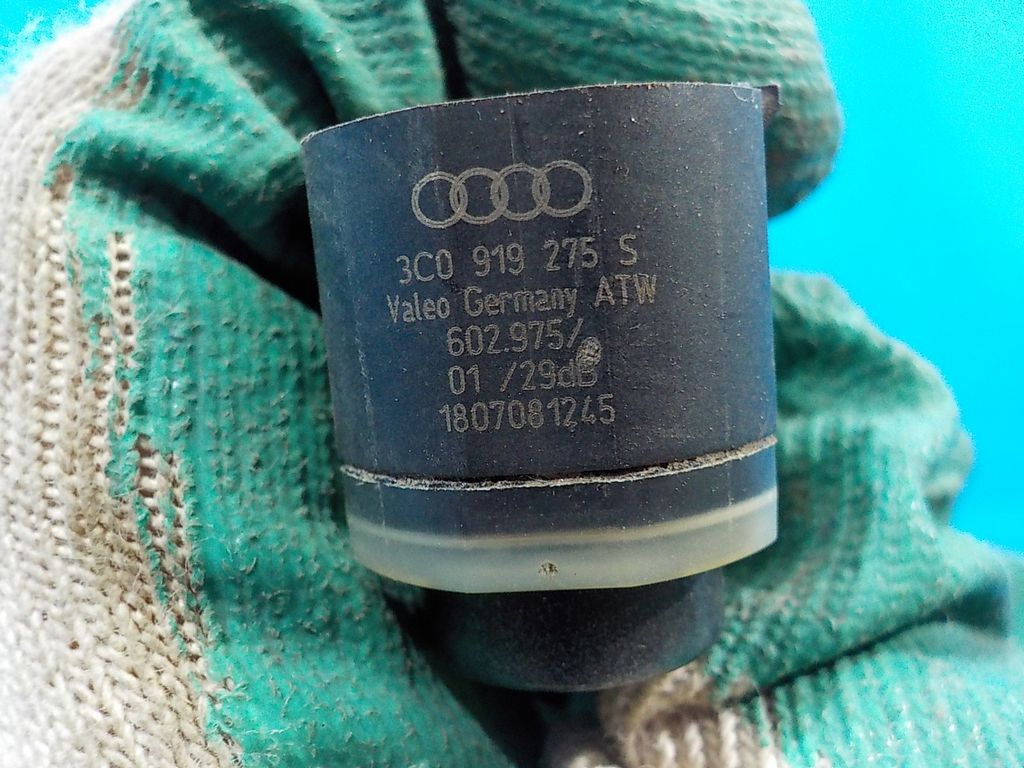 3C0 919 275 S
Valeo Germany ATW
602.975/
01 /29dB
1807081245